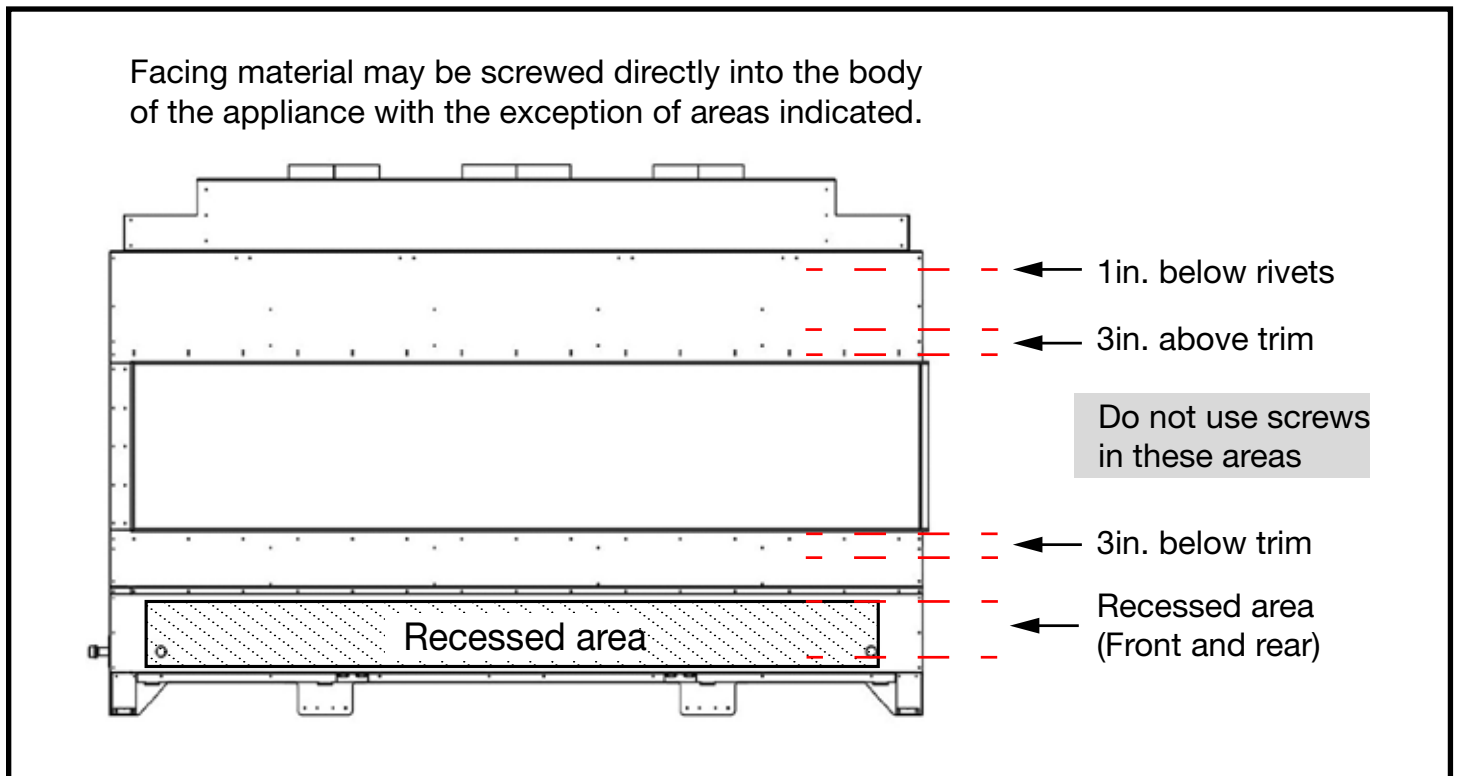 Facing material may be screwed directly into the body
of the appliance with the exception of areas indicated.
1in. below rivets
3in. above trim
Do not use screws
in these areas
3in. below trim
Recessed area
(Front and rear)
Recessed area